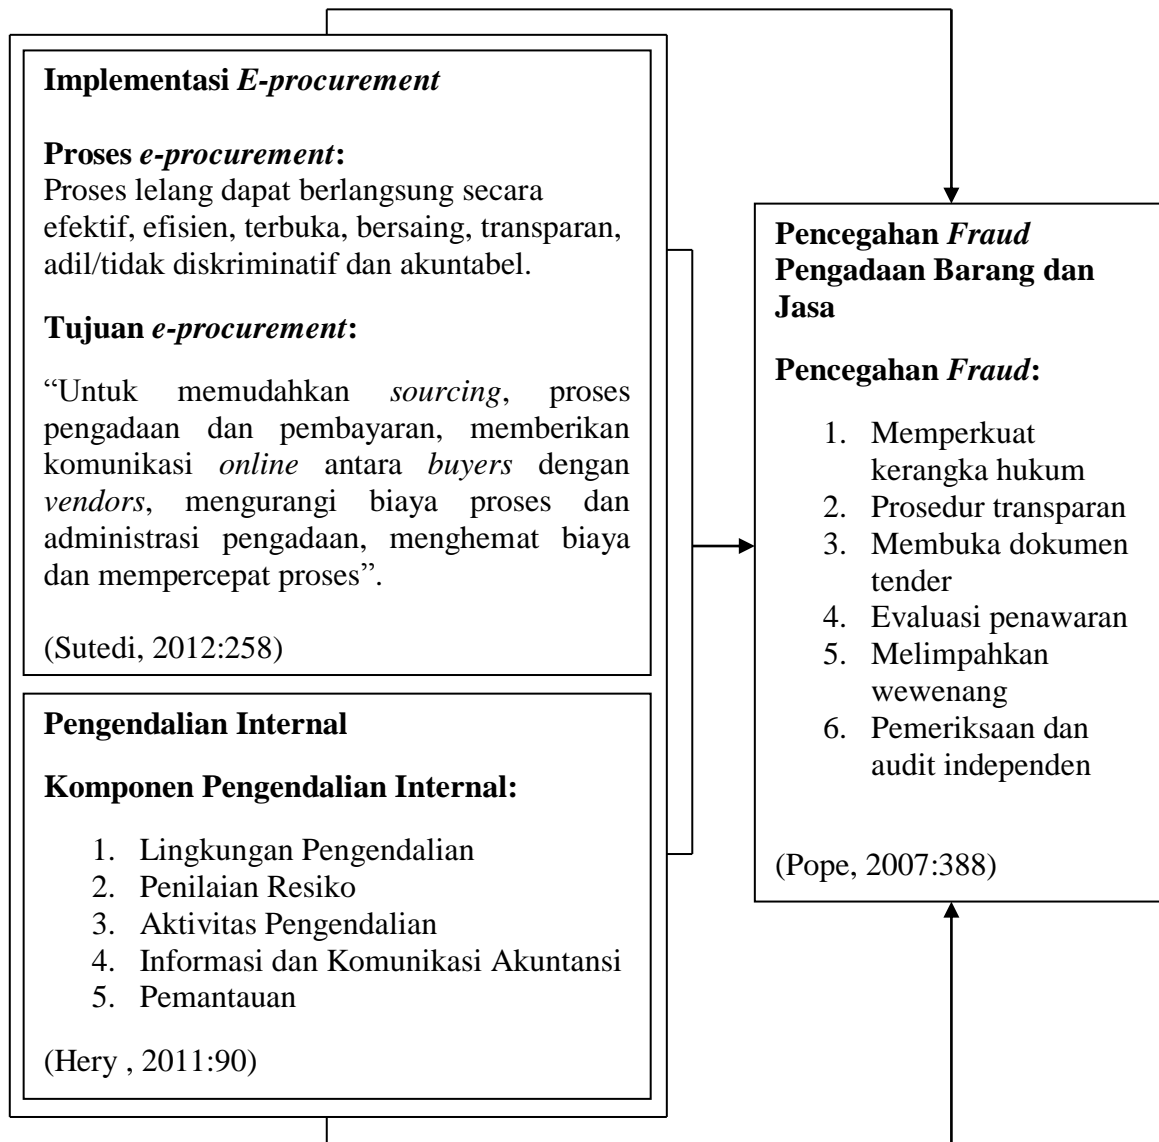 Implementasi E-procurement
Proses e-procurement:
Proses lelang dapat berlangsung secara
efektif, efisien, terbuka, bersaing, transparan,
adil/tidak diskriminatif dan akuntabel.
Tujuan e-procurement:
“Untuk memudahkan sourcing, proses
pengadaan dan pembayaran, memberikan
komunikasi online antara buyers dengan
vendors, mengurangi biaya proses dan
administrasi pengadaan, menghemat biaya
dan mempercepat proses”.
(Sutedi, 2012:258)
Pengendalian Internal
Komponen Pengendalian Internal:
1. Lingkungan Pengendalian
2. Penilaian Resiko
3. Aktivitas Pengendalian
4. Informasi dan Komunikasi Akuntansi
5. Pemantauan
(Hery , 2011:90)
Pencegahan Fraud
Pengadaan Barang dan
Jasa
Pencegahan Fraud:
1. Memperkuat
kerangka hukum
2. Prosedur transparan
3. Membuka dokumen
tender
4. Evaluasi penawaran
5. Melimpahkan
wewenang
6. Pemeriksaan dan
audit independen
(Pope, 2007:388)